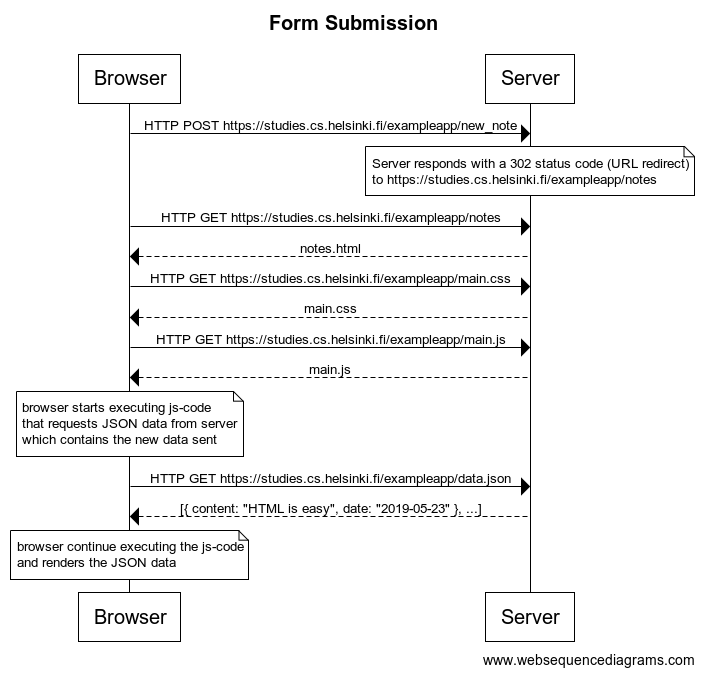 Form Submission
Browser
Server
HTTP POST https://studies.cs.helsinki.fi/exampleapp/new_note
Server responds with a 302 status code (URL redirect)
to https://studies.cs.helsinki.fi/exampleapp/notes
HTTP GET https://studies.cs.helsinki.fi/exampleapp/notes
notes.html
HTTP GET https://studies.cs.helsinki.fi/exampleapp/main.css
main.css
HTTP GET https://studies.cs.helsinki.fi/exampleapp/main.js
main.js
browser starts executing js-code
that requests JSON data from server
which contains the new data sent
HTTP GET https://studies.cs.helsinki.fi/exampleapp/data.json
[{ content: "HTML is easy", date: "2019-05-23" }, ...]
browser continue executing the js-code
and renders the JSON data
Browser
Server
www.websequencediagrams.com